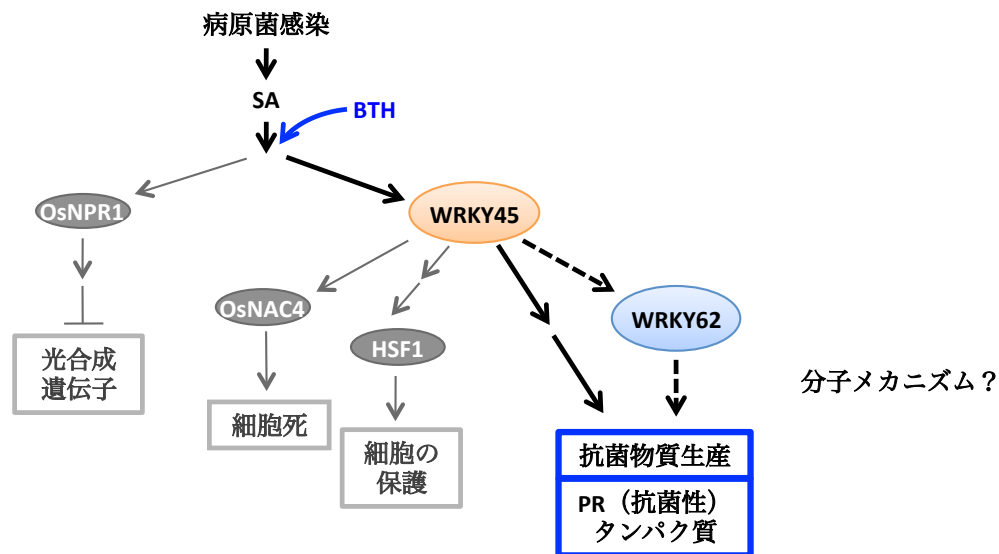 病原菌感染
SA
BTH
OsNPR1
WRKY45
OsNAC4
HSF1
WRKY62
光合成
遺伝子
細胞死
細胞の
保護
分子メカニズム？
抗菌物質生産
PR（抗菌性）
タンパク質